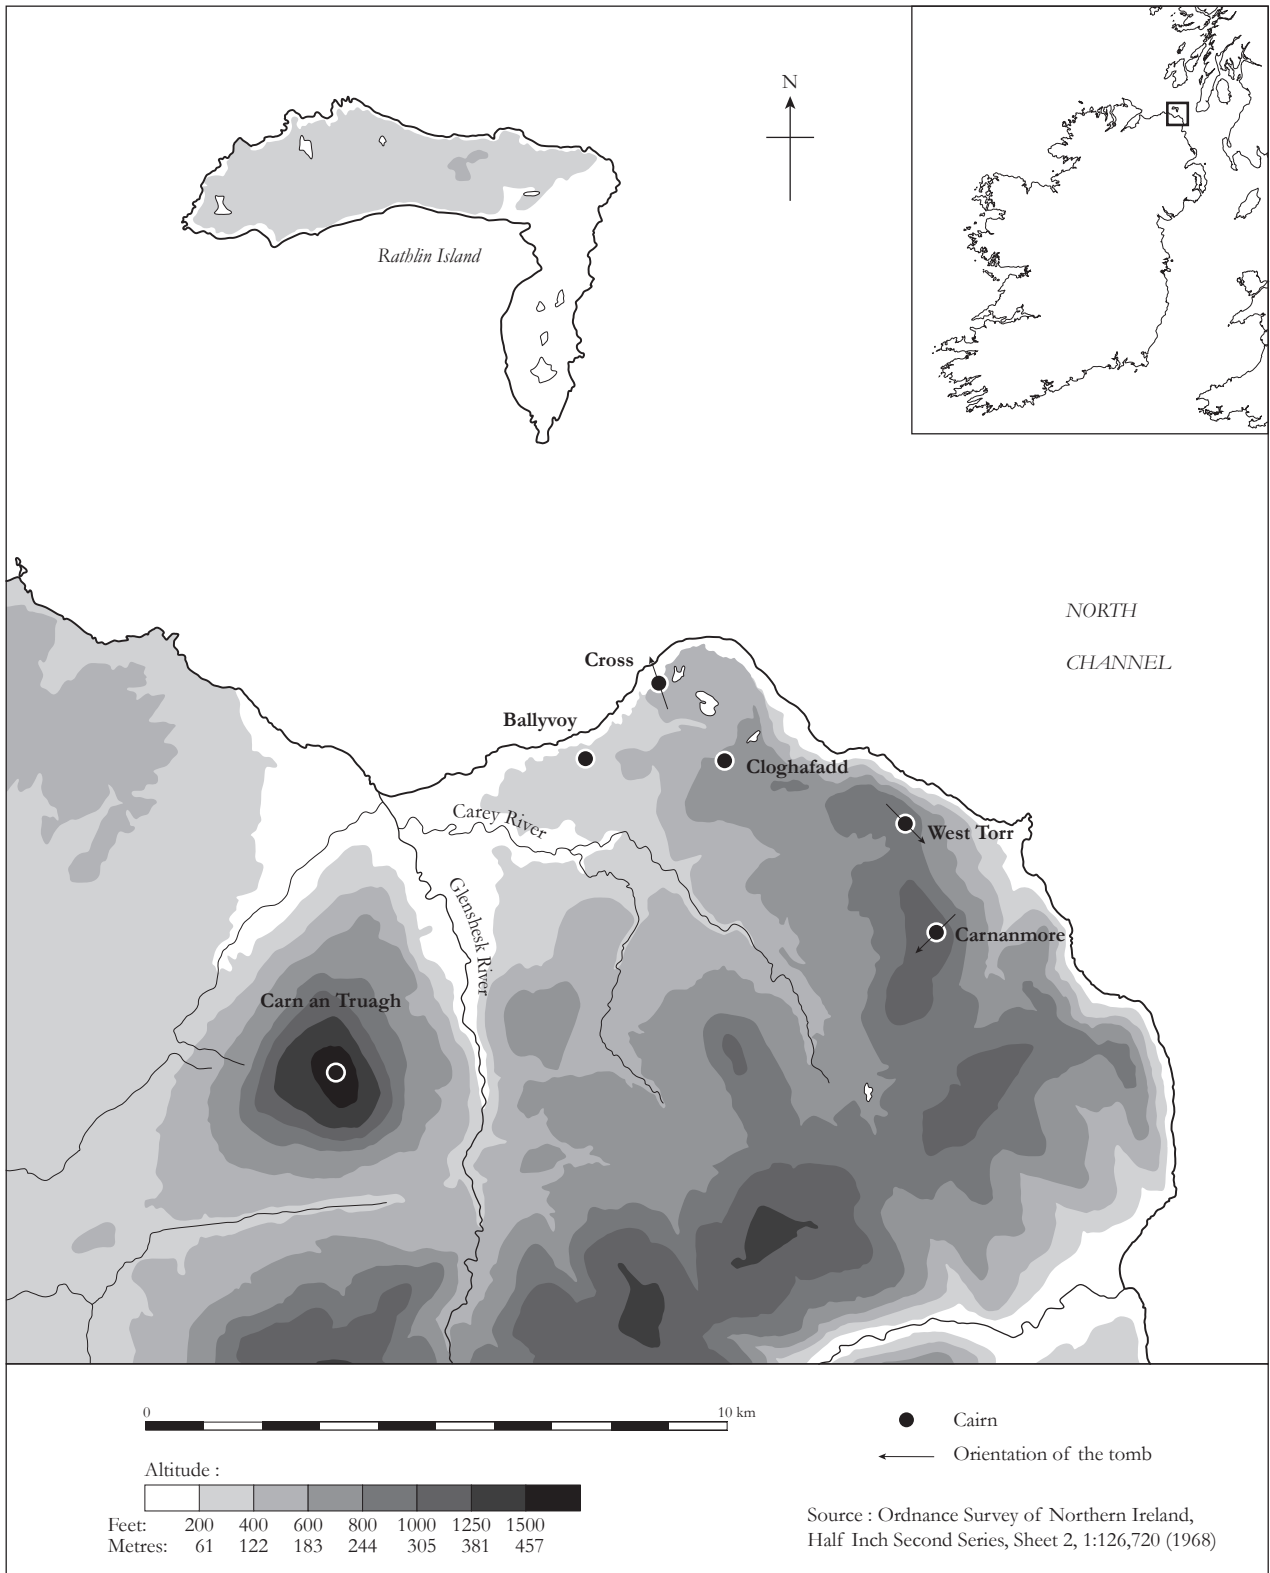 N
Rathlin Island
NORTH
CHANNEL
Cross
Ballyvoy
Cloghafadd
Carey River
West Torr
Glenshesk River
Carnanmore
Carn an Truagh
0
10 km
Cairn
Orientation of the tomb
Altitude :
Feet: 200 400 600 800 1000 1250 1500
Metres: 61 122 183 244 305 381 457
Source : Ordnance Survey of Northern Ireland,
Half Inch Second Series, Sheet 2, 1:126,720 (1968)